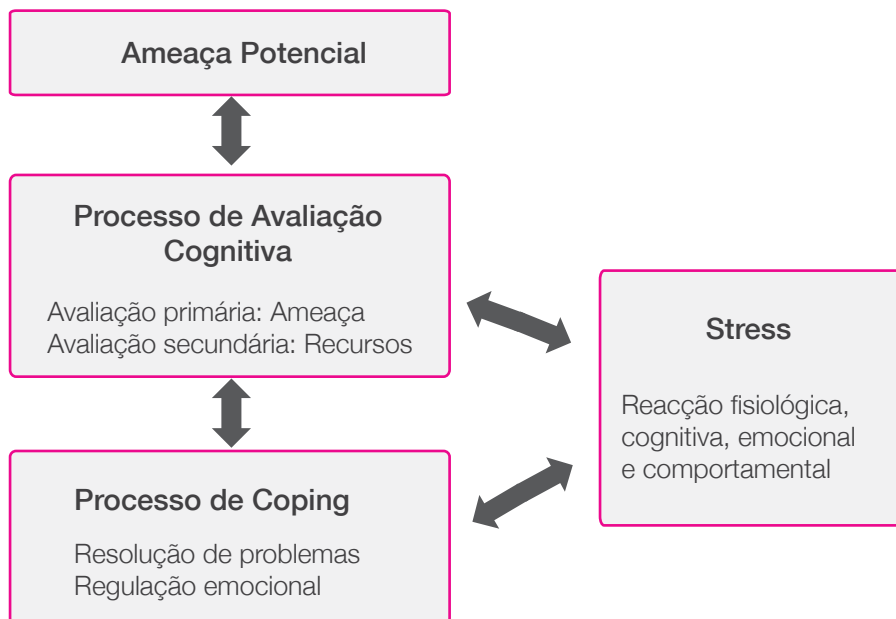 Ameaça Potencial
Processo de Avaliação
Cognitiva
Avaliação primária: Ameaça
Avaliação secundária: Recursos
Stress
Reacção fisiológica,
cognitiva, emocional
e comportamental
Processo de Coping
Resolução de problemas
Regulação emocional